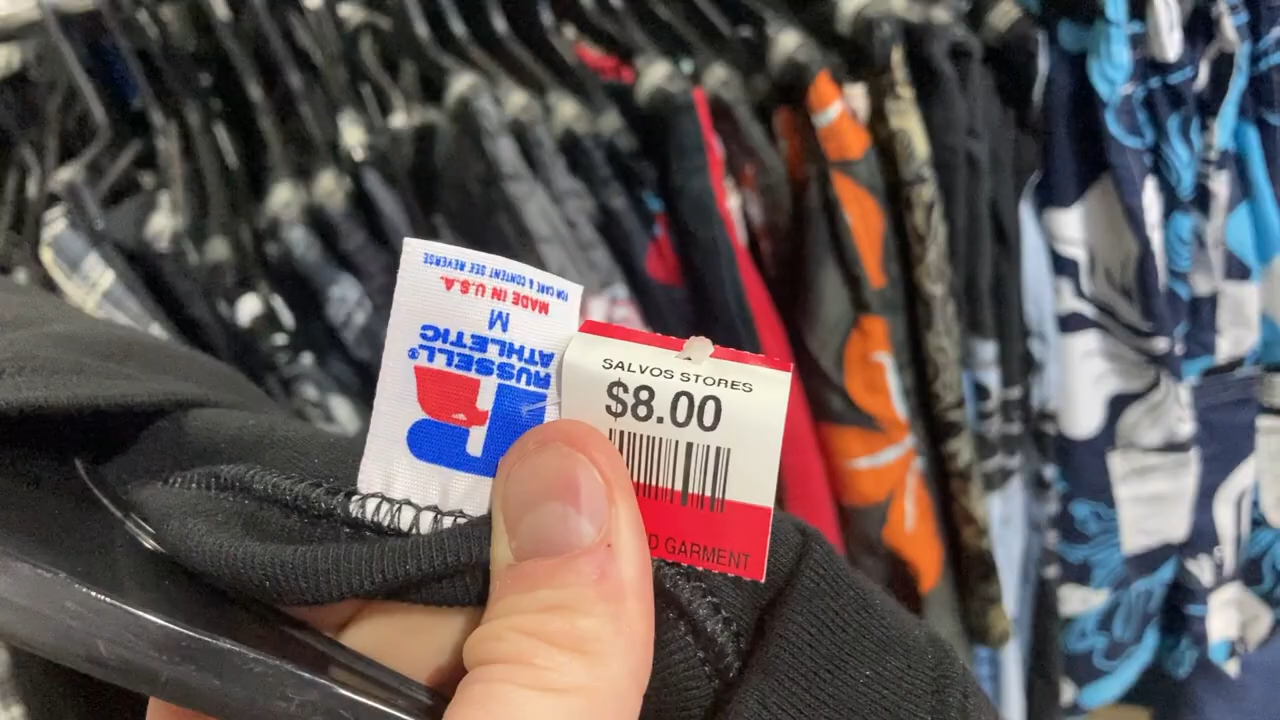 RUSSELL®
ATHLETIC
M
MADE IN U.S.A.
FOR CARE & CONTENT SEE REVERSE
SALVOS STORES
$8.00
D GARMENT